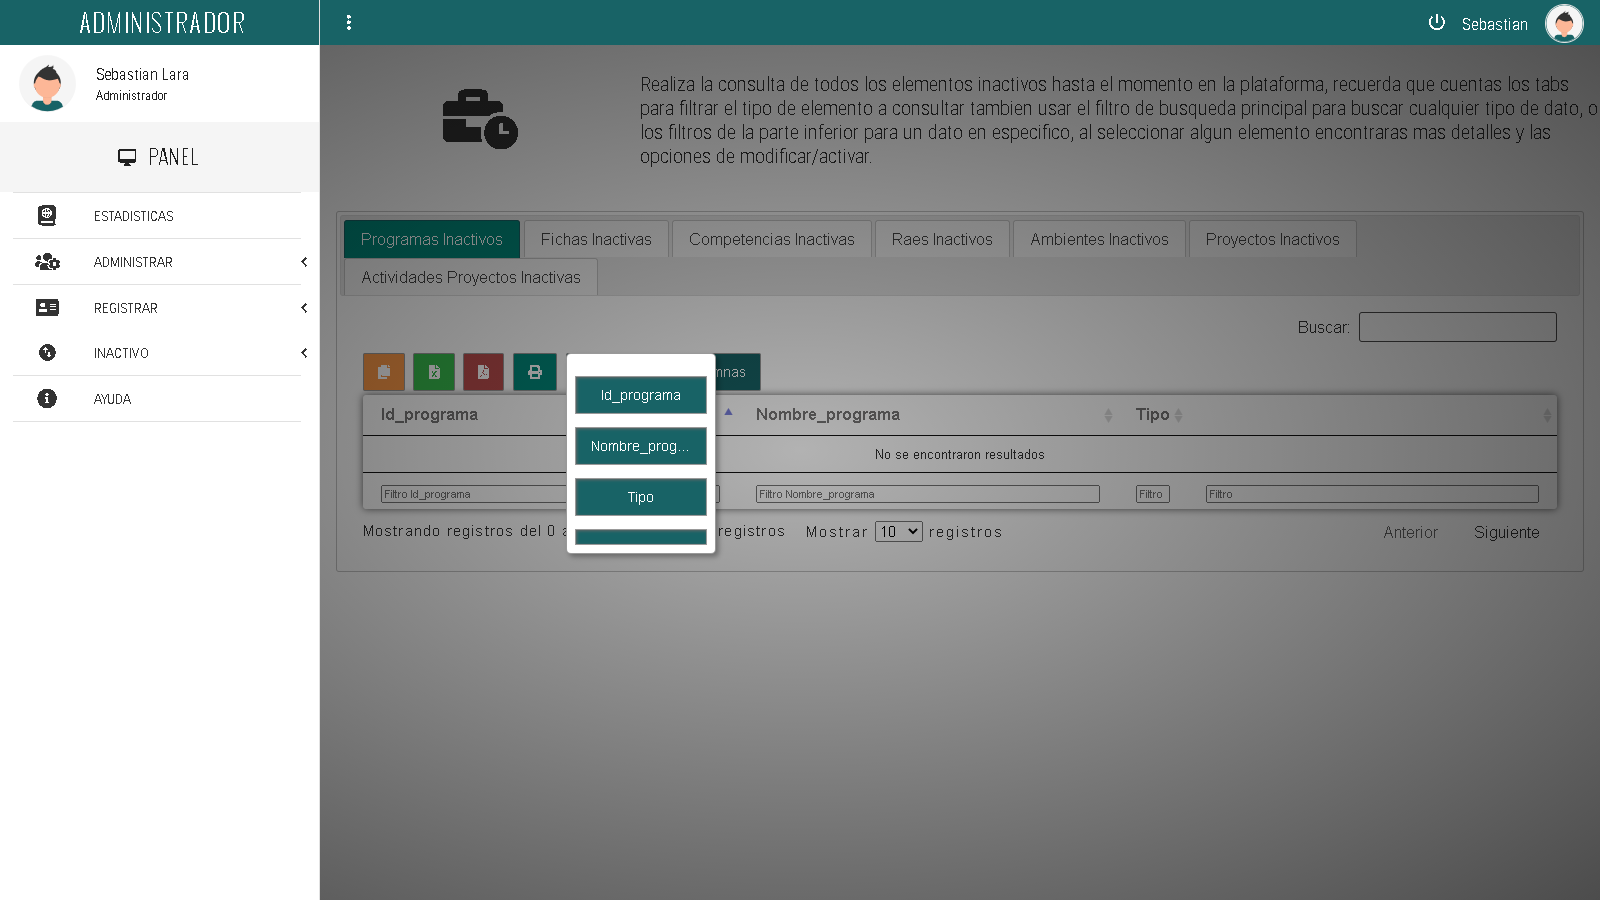 ADMINISTRADOR
Sebastian
Sebastian Lara
Administrador
PANEL
ESTADISTICAS
ADMINISTRAR
REGISTRAR
INACTIVO
AYUDA
Realiza la consulta de todos los elementos inactivos hasta el momento en la plataforma, recuerda que cuentas los tabs
para filtrar el tipo de elemento a consultar tambien usar el filtro de busqueda principal para buscar cualquier tipo de dato, o
los filtros de la parte inferior para un dato en especifico, al seleccionar algun elemento encontraras mas detalles y las
opciones de modificar/activar.
Programas Inactivos Fichas Inactivas Competencias Inactivas Raes Inactivos Ambientes Inactivos Proyectos Inactivos
Actividades Proyectos Inactivas
Buscar:
mnas
Id_programa
Nombre_prog...
Tipo
Id_programa Nombre_programa Tipo
No se encontraron resultados
Filtro Id_programa Filtro Nombre_programa Filtro Filtro
Mostrando registros del 0 a registros Mostrar 10 registros
Anterior Siguiente